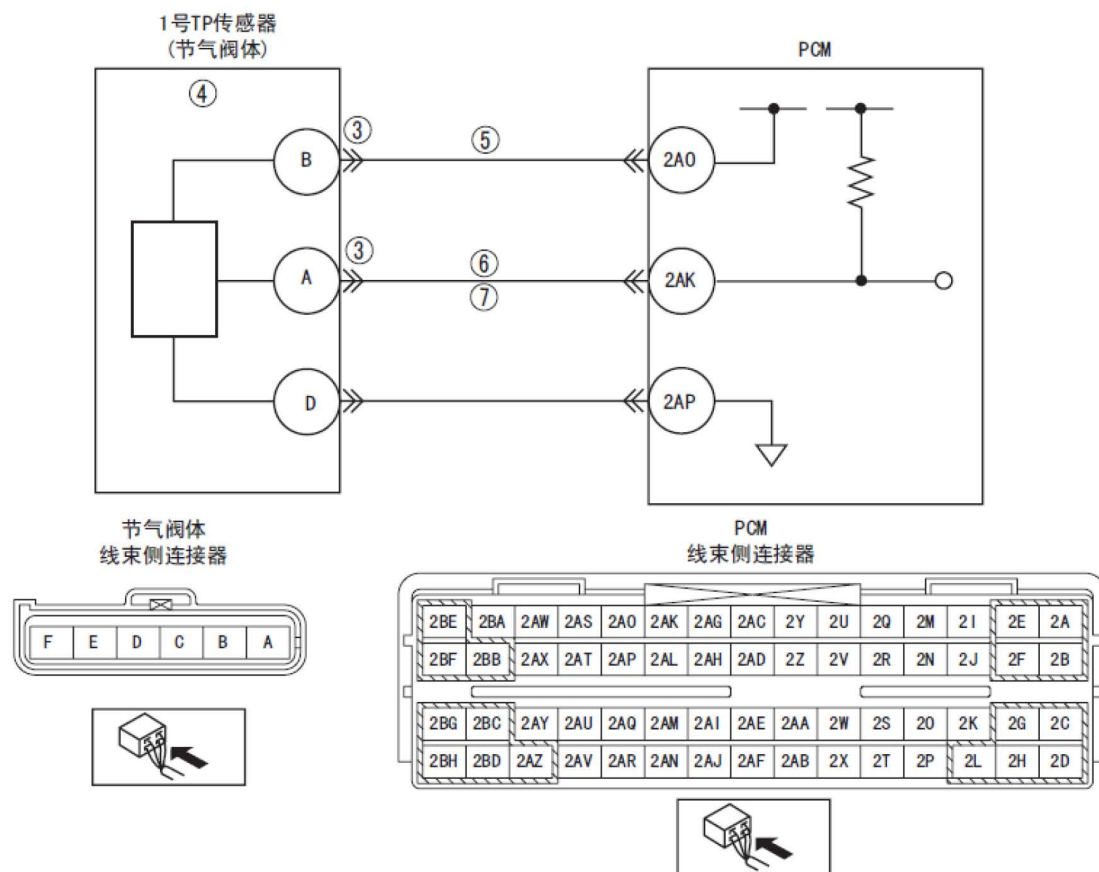 1号TP传感器
(节气阀体)
PCM
④
③
⑤
B
2AO
③
⑥
A
2AK
⑦
D
2AP
节气阀体
线束侧连接器
PCM
线束侧连接器
F E D C B A
2BE 2BA 2AW 2AS 2AO 2AK 2AG 2AC 2Y 2U 2Q 2M 2I 2E 2A
2BF 2BB 2AX 2AT 2AP 2AL 2AH 2AD 2Z 2V 2R 2N 2J 2F 2B
2BG 2BC 2AY 2AU 2AQ 2AM 2AI 2AE 2AA 2W 2S 2O 2K 2G 2C
2BH 2BD 2AZ 2AV 2AR 2AN 2AJ 2AF 2AB 2X 2T 2P 2L 2H 2D